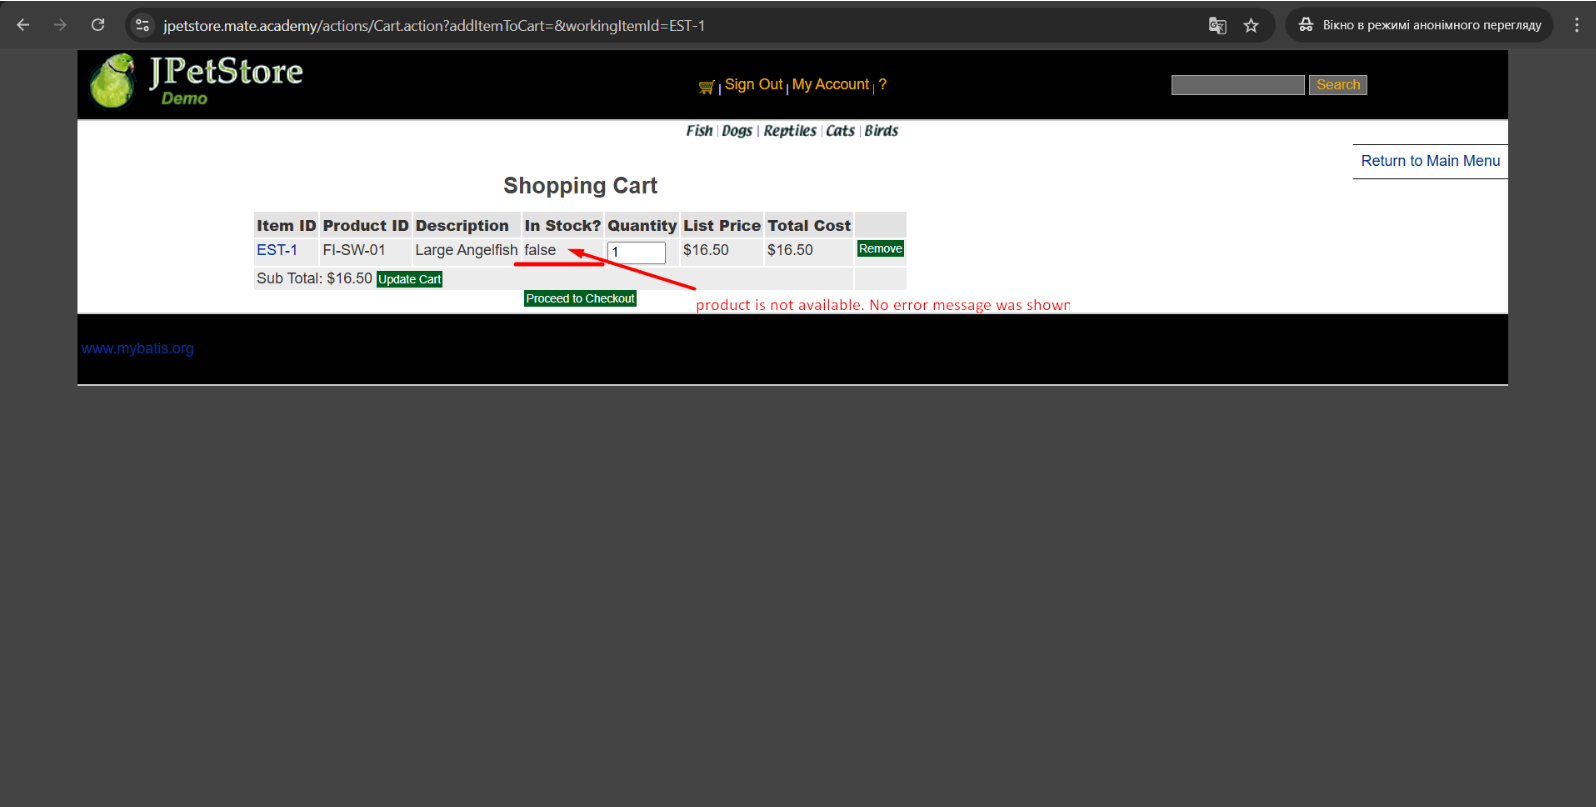 jpetstore.mate.academy/actions/Cart.action?addItemToCart=&workingItemId=EST-1
Вікно в режимі анонімного перегляду
JPetStore
Demo
Sign Out | My Account | ?
Search
Fish | Dogs | Reptiles | Cats | Birds
Return to Main Menu
Shopping Cart
Item ID Product ID Description In Stock? Quantity List Price Total Cost
EST-1 FI-SW-01 Large Angelfish false 1 $16.50 $16.50 Remove
Sub Total: $16.50 Update Cart
Proceed to Checkout
product is not available. No error message was shown
www.mybatis.org